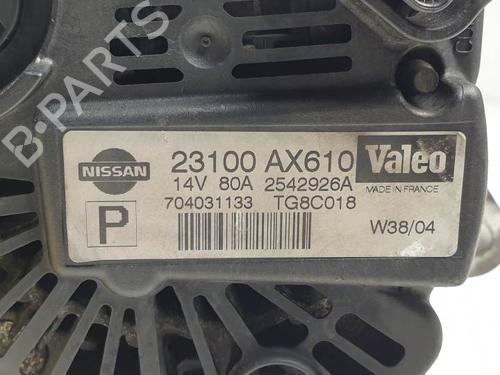 B-PARTS
NISSAN
23100 AX610
Valeo
14V 80A 2542926A
MADE IN FRANCE
704031133 TG8C018
P
W38/04